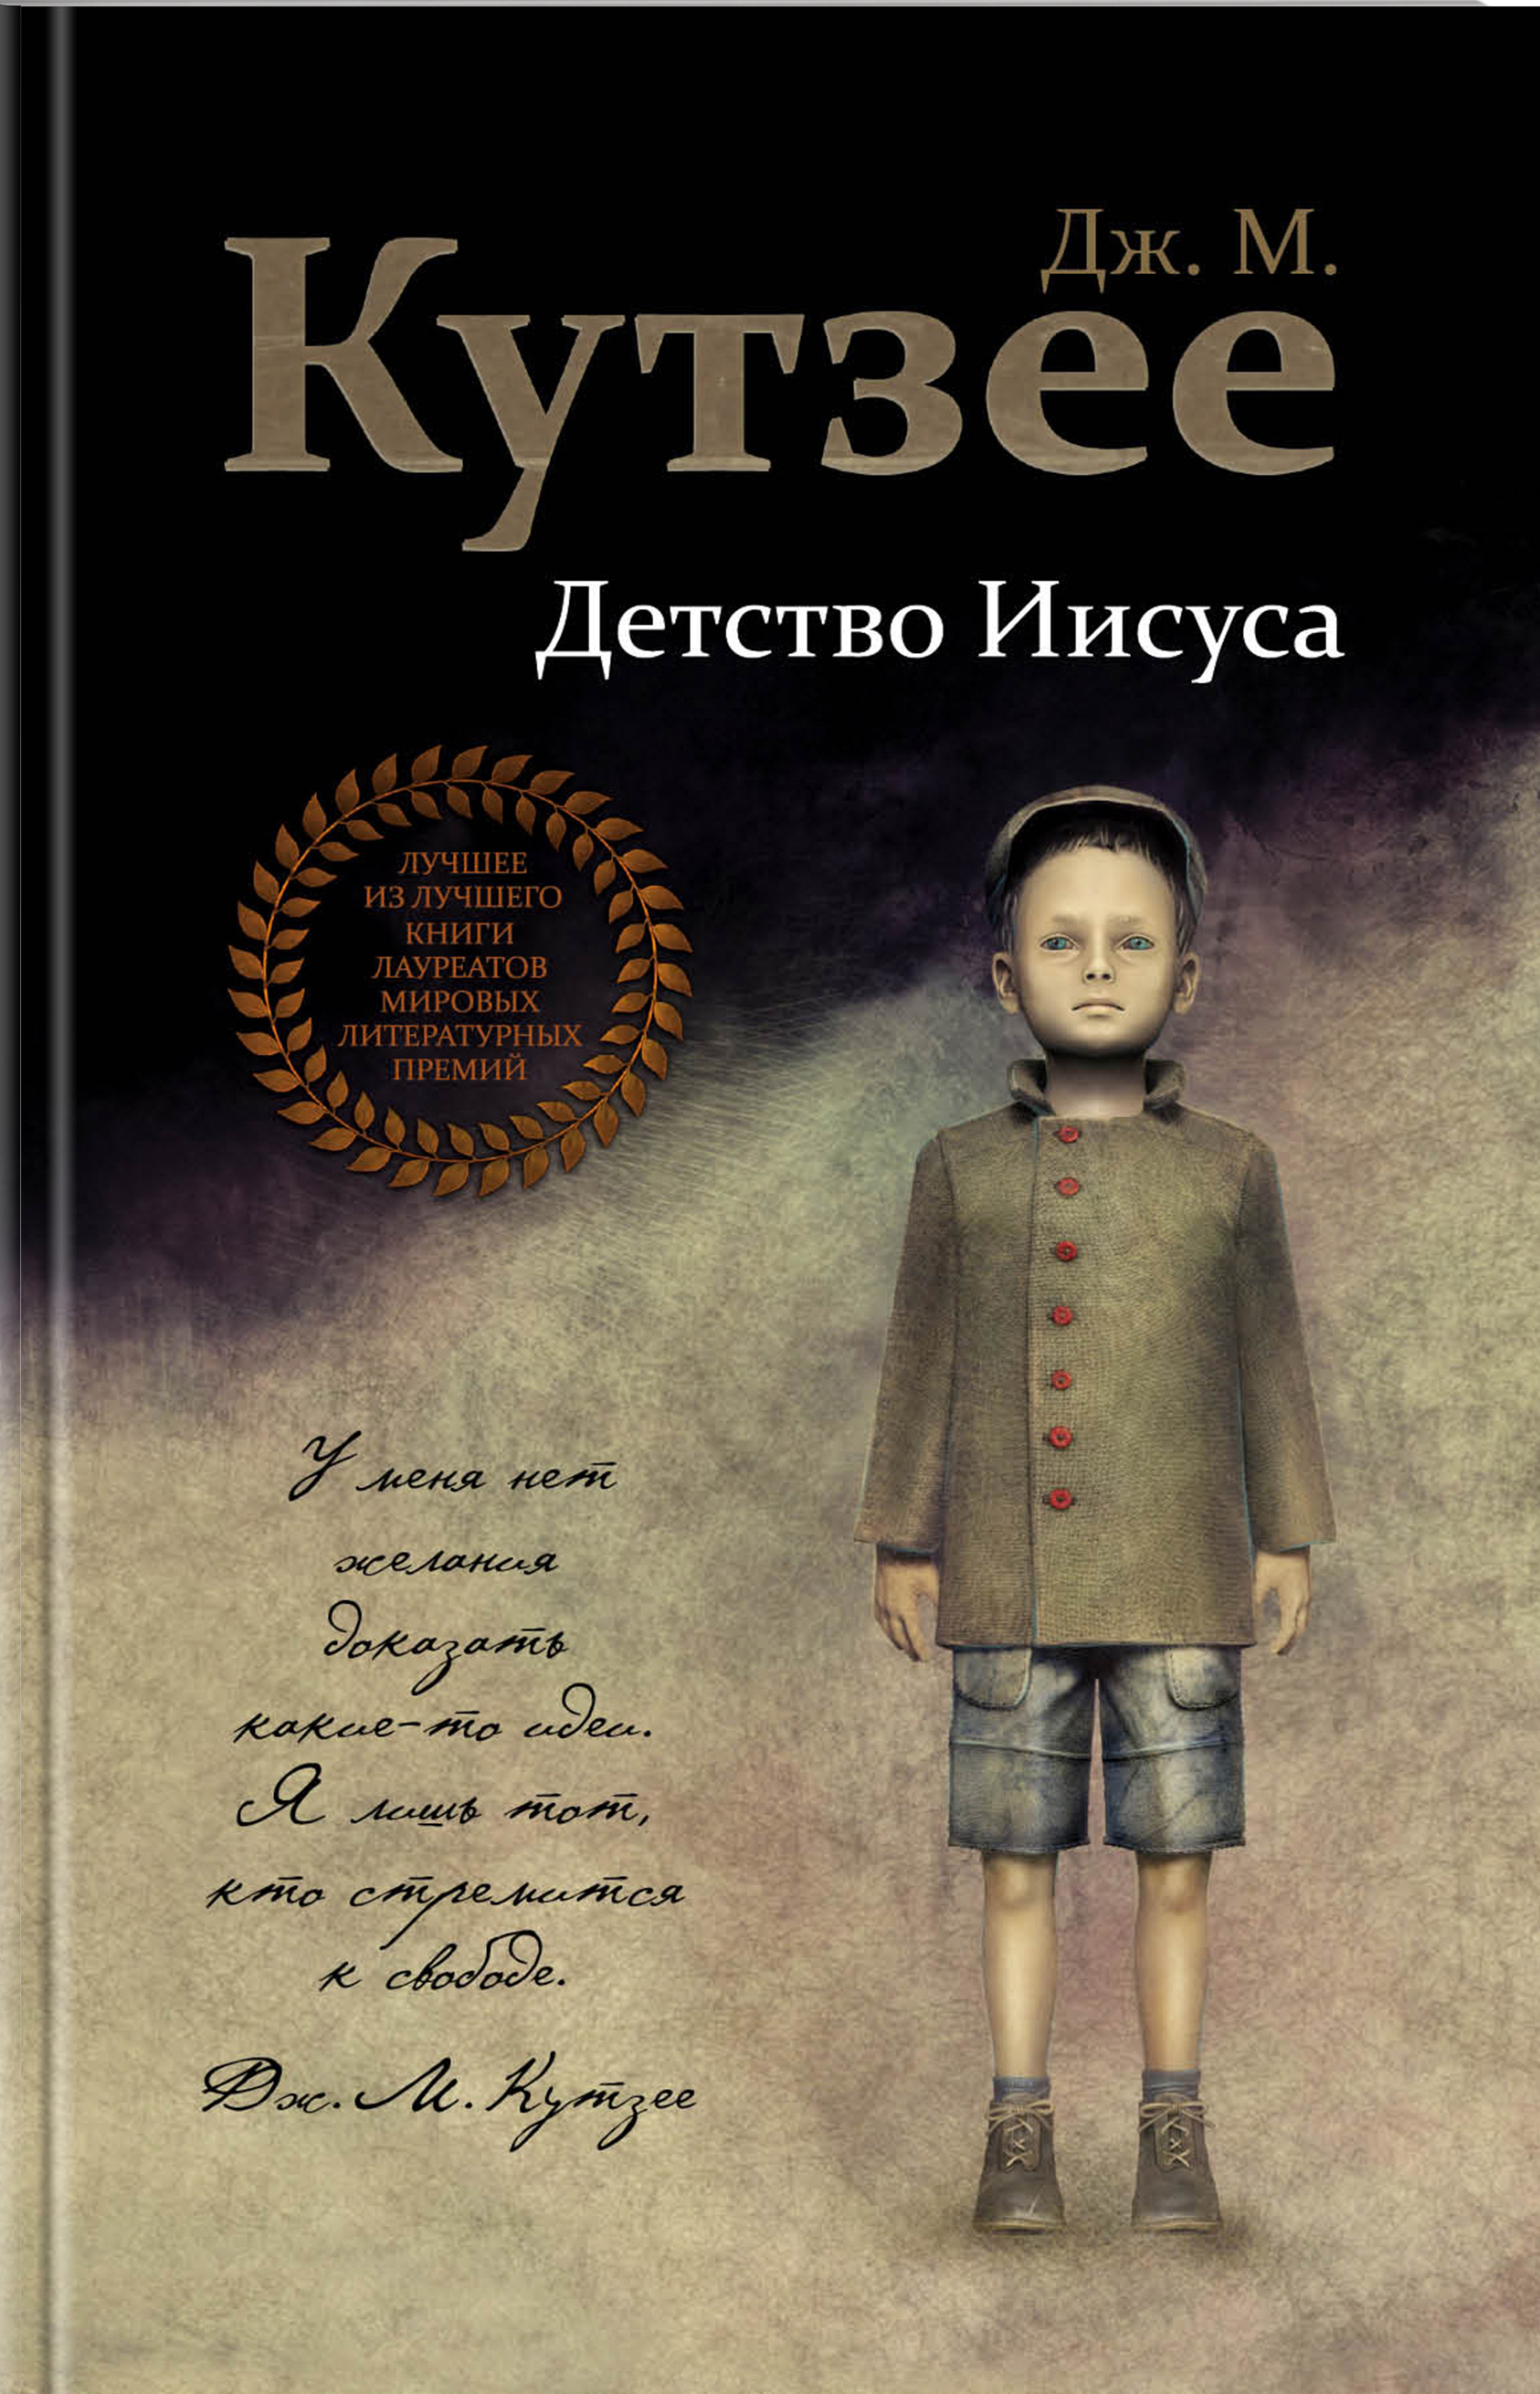 Дж. М.
Кутзее
Детство Иисуса
ЛУЧШЕЕ
ИЗ ЛУЧШЕГО
КНИГИ
ЛАУРЕАТОВ
МИРОВЫХ
ЛИТЕРАТУРНЫХ
ПРЕМИЙ
У меня нет
желания
доказать
какие-то идеи.
Я лишь тот,
кто стремится
к свободе.
Дж. М. Кутзее